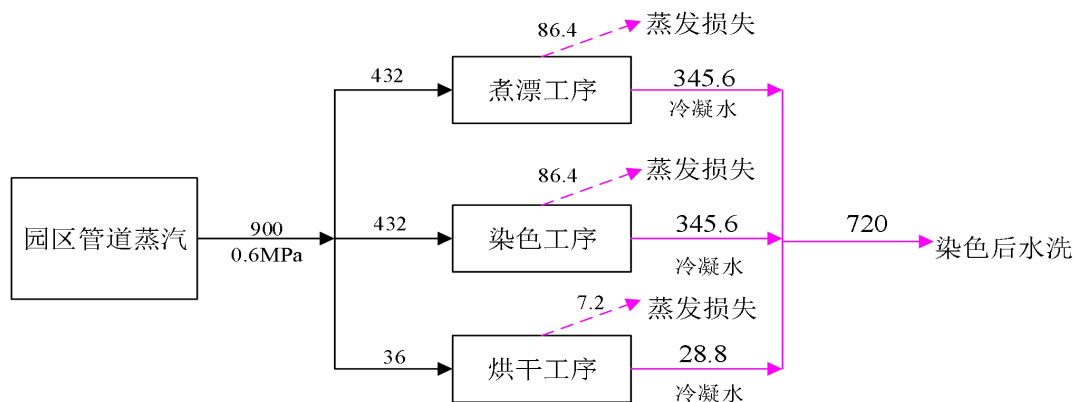 86.4
蒸发损失
432
煮漂工序
345.6
冷凝水
园区管道蒸汽
900
0.6MPa
86.4
蒸发损失
432
染色工序
345.6
冷凝水
720
染色后水洗
7.2
蒸发损失
36
烘干工序
28.8
冷凝水